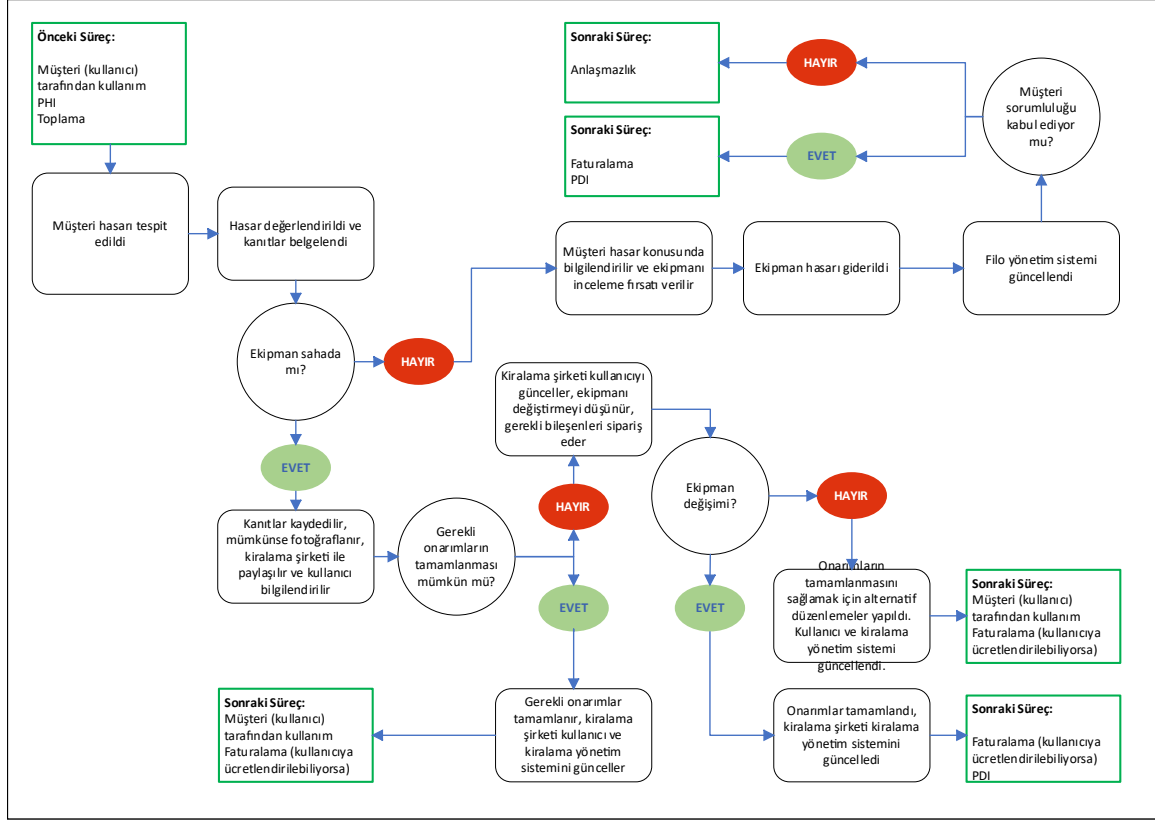 Önceki Süreç:
Müşteri (kullanıcı)
tarafından kullanım
PHI
Toplama
Müşteri hasarı tespit
edildi
Hasar değerlendirildi ve
kanıtlar belgelendi
Ekipman sahada
mı?
HAYIR
EVET
Müşteri hasar konusunda
bilgilendirilir ve ekipmanı
inceleme fırsatı verilir
Ekipman hasarı giderildi
Filo yönetim sistemi
güncellendi
Müşteri
sorumluluğu
kabul ediyor
mu?
HAYIR
Sonraki Süreç:
Anlaşmazlık
EVET
Sonraki Süreç:
Faturalama
PDI
Kanıtlar kaydedilir,
mümkünse fotoğraflanır,
kiralama şirketi ile
paylaşılır ve kullanıcı
bilgilendirilir
Gerekli
onarımların
tamamlanması
mümkün mü?
HAYIR
Kiralama şirketi kullanıcıyı
günceller, ekipmanı
değiştirmeyi düşünür,
gerekli bileşenleri sipariş
eder
EVET
Gerekli onarımlar
tamamlanır, kiralama
şirketi kullanıcı ve
kiralama yönetim
sistemini günceller
Sonraki Süreç:
Müşteri (kullanıcı)
tarafından kullanım
Faturalama (kullanıcıya
ücretlendirilebiliyorsa)
Ekipman
değişimi?
HAYIR
Onarımların
tamamlanmasını
sağlamak için alternatif
düzenlemeler yapıldı.
Kullanıcı ve kiralama
yönetim sistemi
güncellendi.
Sonraki Süreç:
Müşteri (kullanıcı)
tarafından kullanım
Faturalama (kullanıcıya
ücretlendirilebiliyorsa)
EVET
Onarımlar tamamlandı,
kiralama şirketi kiralama
yönetim sistemini
güncelledi
Sonraki Süreç:
Faturalama (kullanıcıya
ücretlendirilebiliyorsa)
PDI